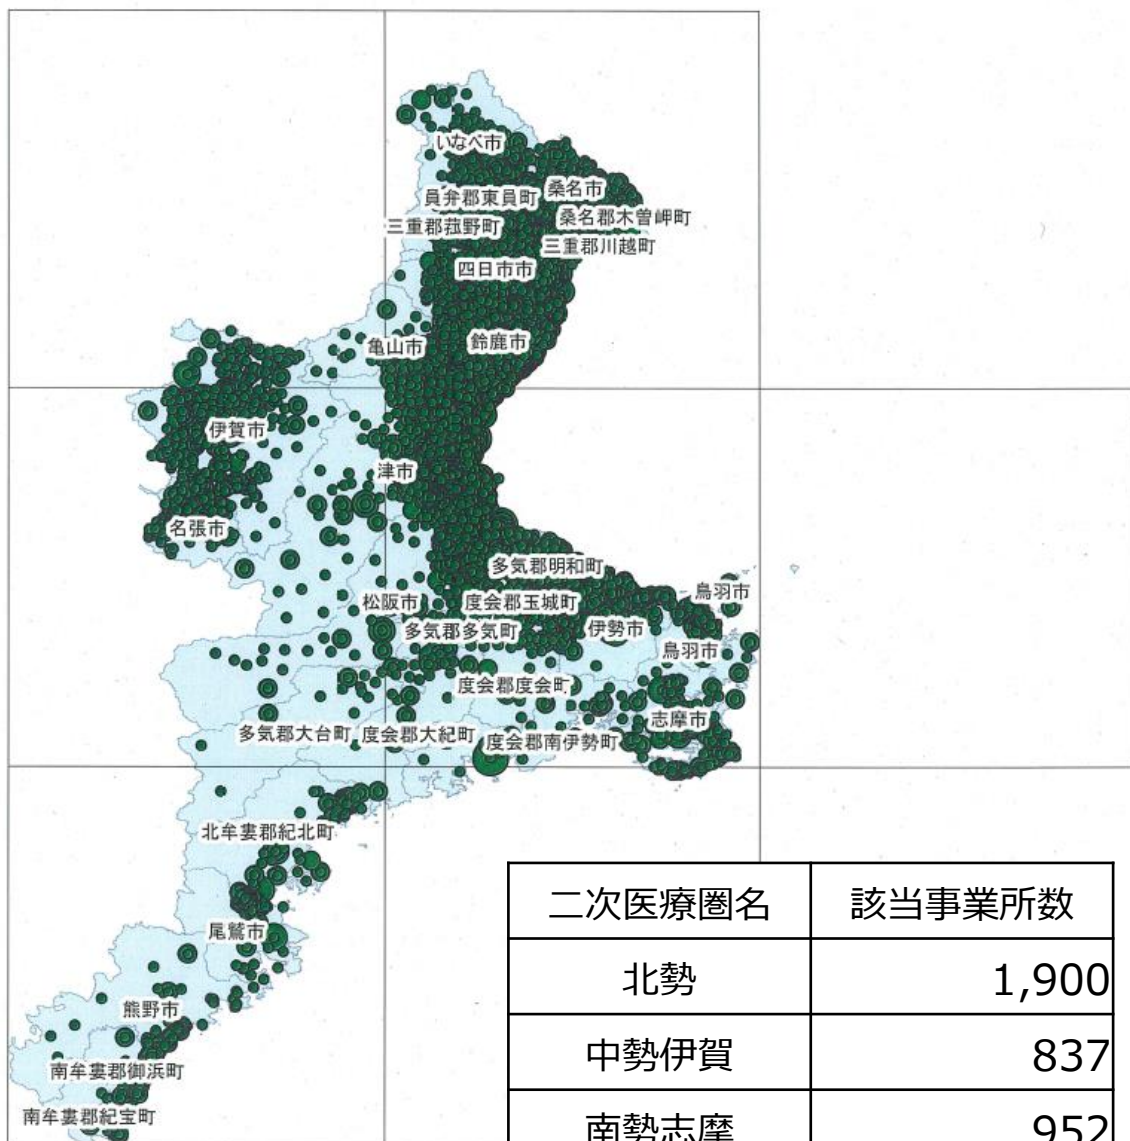 いなべ市
員弁郡東員町
桑名市
桑名郡木曽岬町
三重郡菰野町
三重郡川越町
四日市市
亀山市
鈴鹿市
伊賀市
津市
名張市
多気郡明和町
鳥羽市
松阪市
度会郡玉城町
多気郡多気町
伊勢市
鳥羽市
度会郡度会町
志摩市
多気郡大台町
度会郡大紀町
度会郡南伊勢町
北牟婁郡紀北町
尾鷲市
熊野市
南牟婁郡御浜町
南牟婁郡紀宝町
二次医療圏名 該当事業所数
北勢 1,900
中勢伊賀 837
南勢志摩 952